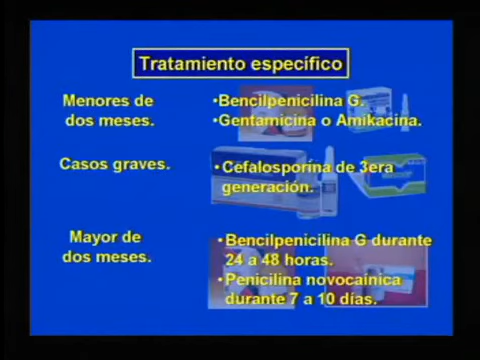 Tratamiento específico
Menores de
dos meses.
•Bencilpenicilina G.
•Gentamicina o Amikacina.
Casos graves.
• Cefalosporina de 3era
generación.
Mayor de
dos meses.
• Bencilpenicilina G durante
24 a 48 horas.
• Penicilina novocaínica
durante 7 a 10 días.